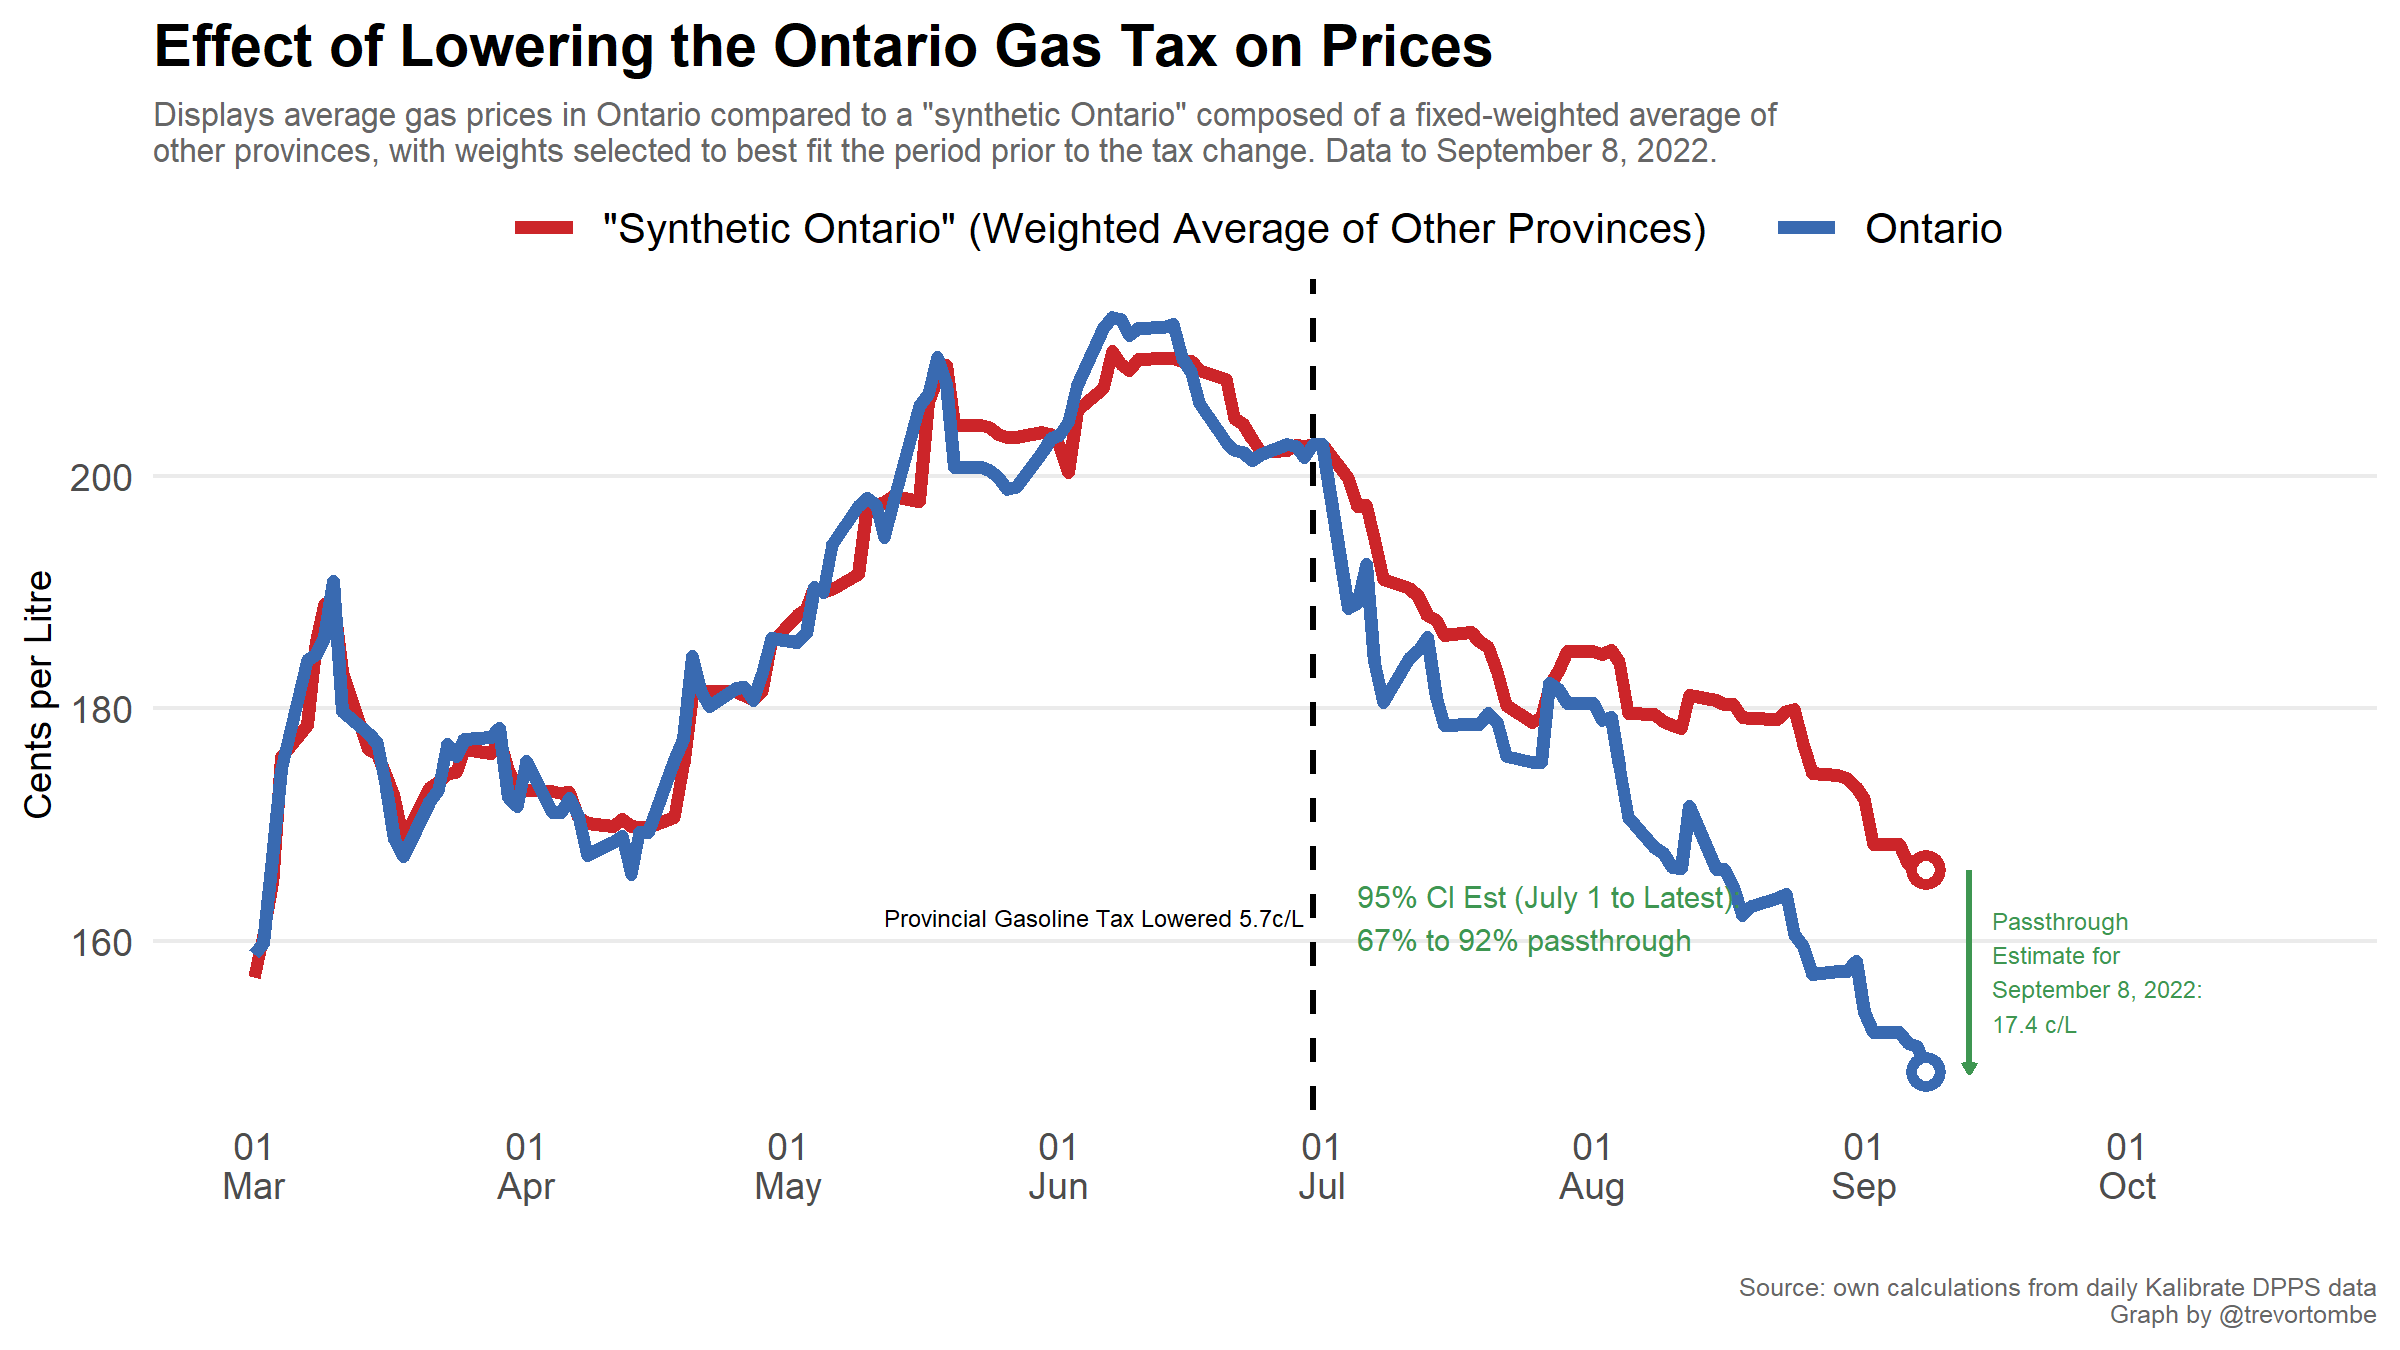 Effect of Lowering the Ontario Gas Tax on Prices
Displays average gas prices in Ontario compared to a "synthetic Ontario" composed of a fixed-weighted average of
other provinces, with weights selected to best fit the period prior to the tax change. Data to September 8, 2022.
"Synthetic Ontario" (Weighted Average of Other Provinces)
Ontario
Cents per Litre
200
180
160
Provincial Gasoline Tax Lowered 5.7c/L
95% CI Est (July 1 to Latest):
67% to 92% passthrough
Passthrough
Estimate for
September 8, 2022:
17.4 c/L
01
Mar
01
Apr
01
May
01
Jun
01
Jul
01
Aug
01
Sep
01
Oct
Source: own calculations from daily Kalibrate DPPS data
Graph by @trevortombe